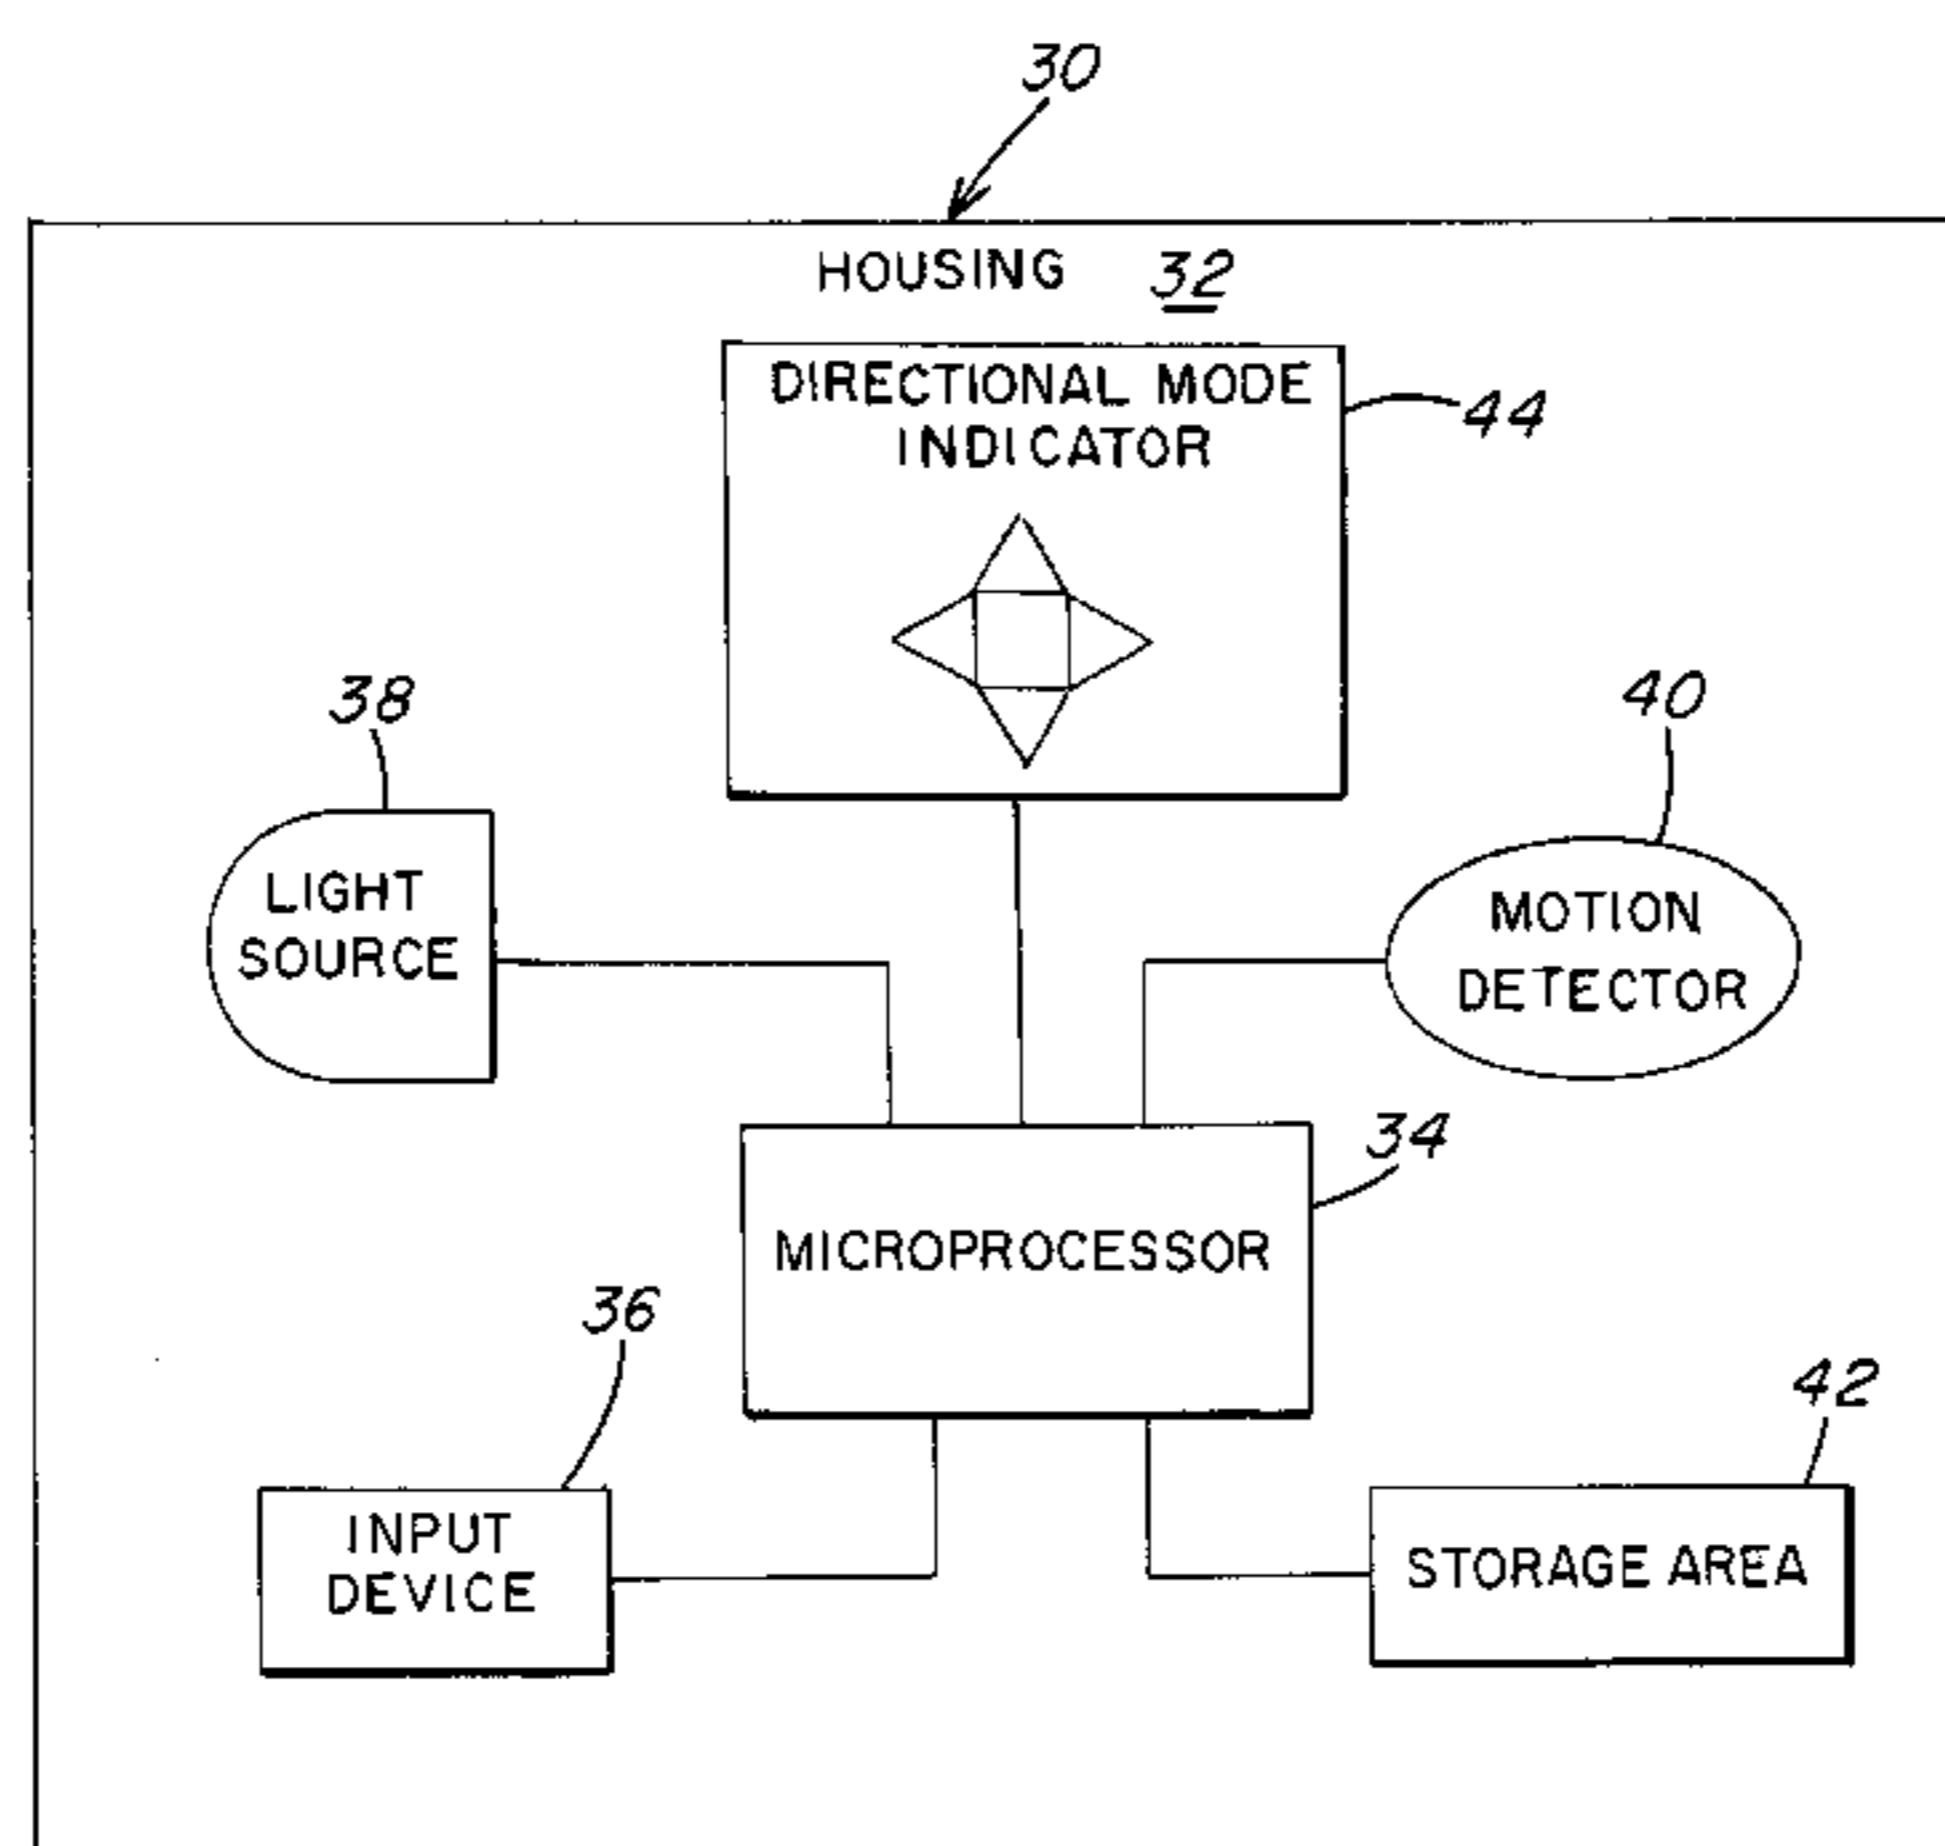 30
HOUSING 32
DIRECTIONAL MODE
INDICATOR
44
38
40
LIGHT
SOURCE
MOTION
DETECTOR
34
MICROPROCESSOR
36
42
INPUT
DEVICE
STORAGE AREA